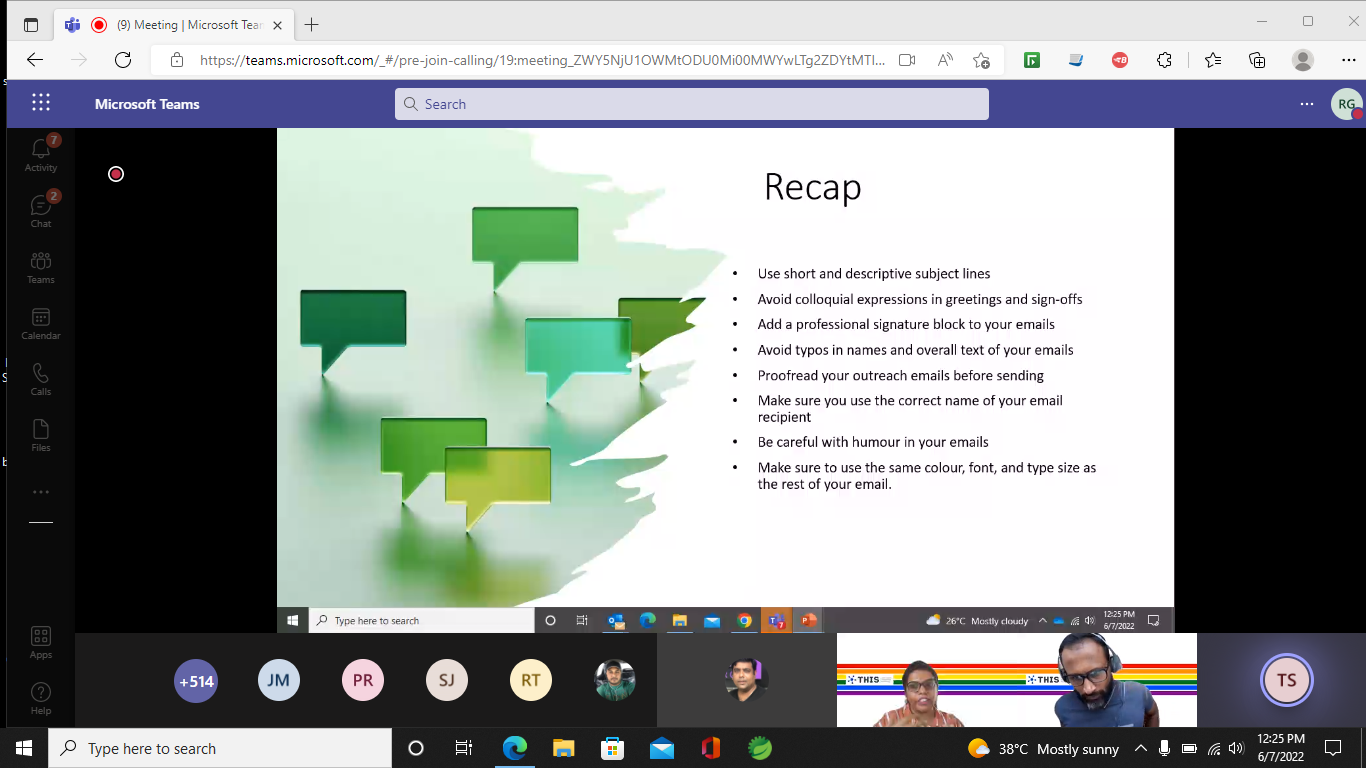 (9) Meeting | Microsoft Tea
https://teams.microsoft.com/_#/pre-join-calling/19:meeting_ZWY5NjU1OWMtODU0Mi00MWYwLTg2ZDYtMTI...
Microsoft Teams
Search
RG
7
Activity
2
Chat
Teams
Calendar
Calls
Files
Apps
Help
Recap
• Use short and descriptive subject lines
• Avoid colloquial expressions in greetings and sign-offs
• Add a professional signature block to your emails
• Avoid typos in names and overall text of your emails
• Proofread your outreach emails before sending
• Make sure you use the correct name of your email
recipient
• Be careful with humour in your emails
• Make sure to use the same colour, font, and type size as
the rest of your email.
Type here to search
26°C Mostly cloudy
12:25 PM
6/7/2022
+514
JM
PR
SJ
RT
THIS
THIS
TS
Type here to search
38°C Mostly sunny
12:25 PM
6/7/2022